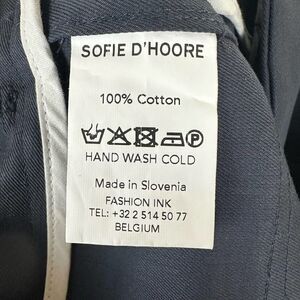 SOFIE D'HOORE
100% Cotton
P
HAND WASH COLD
Made in Slovenia
FASHION INK
TEL: +32 2 514 50 77
BELGIUM